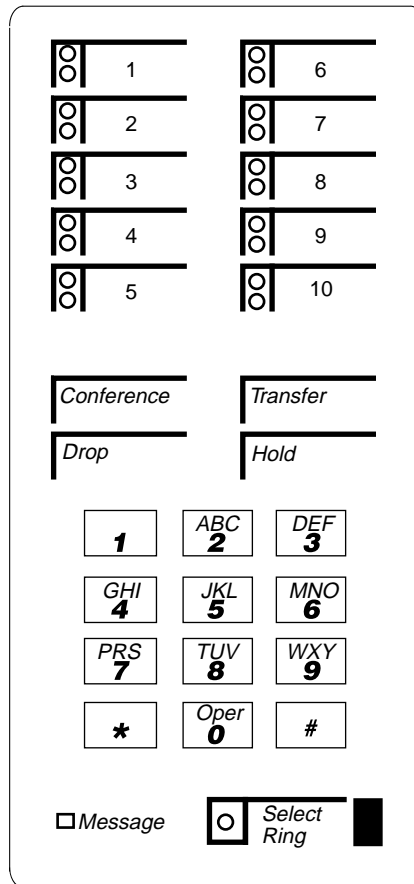 1 6
2 7
3 8
4 9
5 10
Conference Transfer
Drop Hold
1 ABC 2 DEF 3
GHI 4 JKL 5 MNO 6
PRS 7 TUV 8 WXY 9
* Oper 0 #
Message Select
Ring